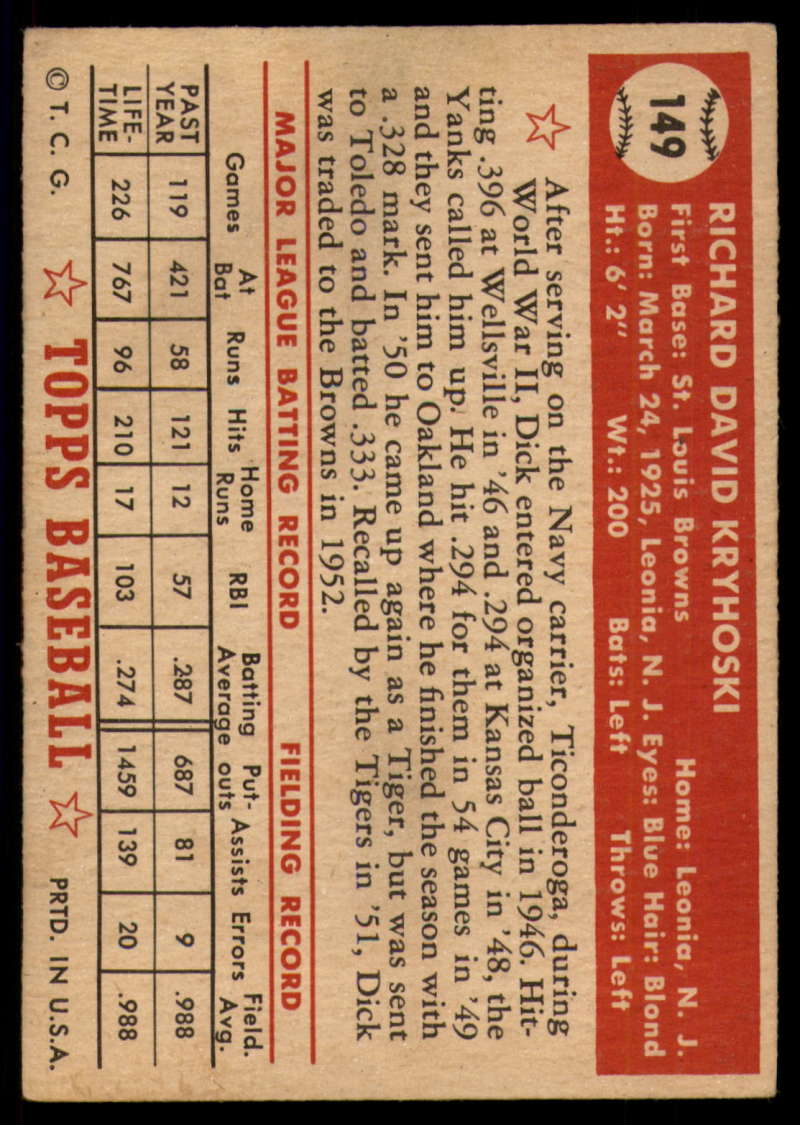 149
RICHARD DAVID KRYHOSKI
First Base: St. Louis Browns Home: Leonia, N. J.
Born: March 24, 1925, Leonia, N. J. Eyes: Blue Hair: Blond
Ht.: 6' 2" Wt.: 200 Bats: Left Throws: Left
After serving on the Navy carrier, Ticonderoga, during
World War II, Dick entered organized ball in 1946. Hit-
ting .396 at Wellsville in '46 and .294 at Kansas City in '48, the
Yanks called him up. He hit .294 for them in 54 games in '49
and they sent him to Oakland where he finished the season with
a .328 mark. In '50 he came up again as a Tiger, but was sent
to Toledo and batted .333. Recalled by the Tigers in '51, Dick
was traded to the Browns in 1952.
MAJOR LEAGUE BATTING RECORD FIELDING RECORD
Games At Bat Runs Hits Home Runs RBI Batting Average Put-outs Assists Errors Field. Avg.
PAST YEAR 119 421 58 121 12 57 .287 687 81 9 .988
LIFE-TIME 226 767 96 210 17 103 .274 1459 139 20 .988
© T. C. G. TOPPS BASEBALL PRTD. IN U.S.A.